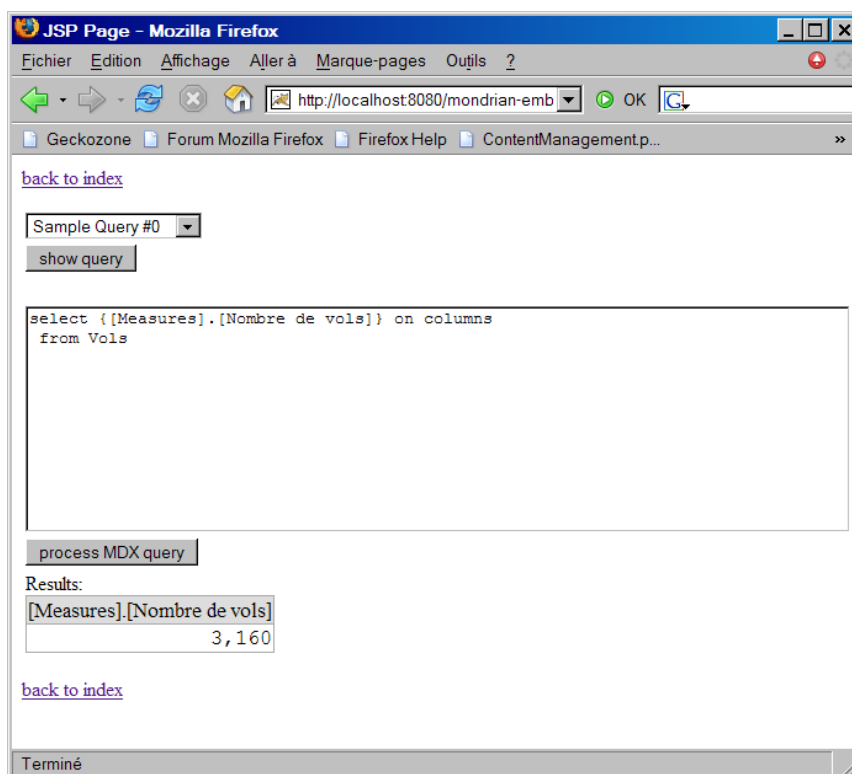 JSP Page - Mozilla Firefox
Fichier Edition Affichage Aller à Marque-pages Outils ?
http://localhost:8080/mondrian-emb OK G
Geckozone Forum Mozilla Firefox Firefox Help ContentManagement.p... »
back to index
Sample Query #0
show query
select {[Measures].[Nombre de vols]} on columns
from Vols
process MDX query
Results:
[Measures].[Nombre de vols]
3,160
back to index
Terminé